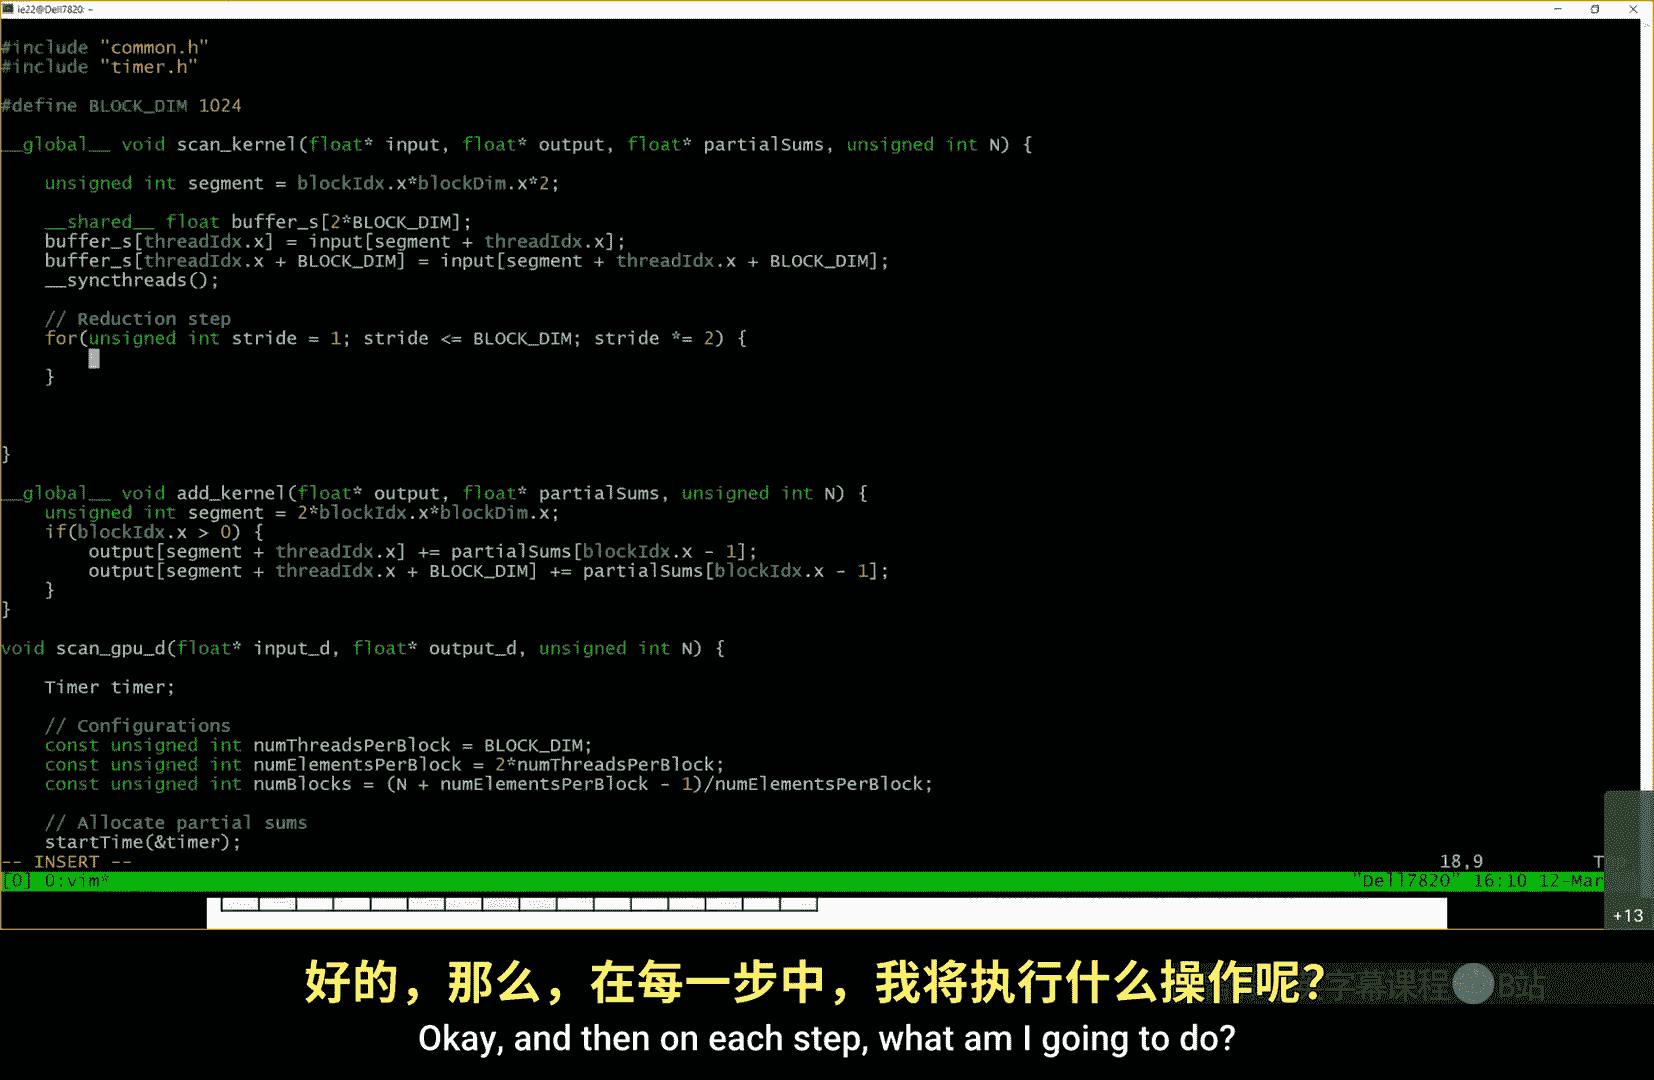 ie22@Dell7820: ~
#include "common.h"
#include "timer.h"
#define BLOCK_DIM 1024
__global__ void scan_kernel(float* input, float* output, float* partialSums, unsigned int N) {
unsigned int segment = blockIdx.x*blockDim.x*2;
__shared__ float buffer_s[2*BLOCK_DIM];
buffer_s[threadIdx.x] = input[segment + threadIdx.x];
buffer_s[threadIdx.x + BLOCK_DIM] = input[segment + threadIdx.x + BLOCK_DIM];
__syncthreads();
// Reduction step
for(unsigned int stride = 1; stride <= BLOCK_DIM; stride *= 2) {
}
}
__global__ void add_kernel(float* output, float* partialSums, unsigned int N) {
unsigned int segment = 2*blockIdx.x*blockDim.x;
if(blockIdx.x > 0) {
output[segment + threadIdx.x] += partialSums[blockIdx.x - 1];
output[segment + threadIdx.x + BLOCK_DIM] += partialSums[blockIdx.x - 1];
}
}
void scan_gpu_d(float* input_d, float* output_d, unsigned int N) {
Timer timer;
// Configurations
const unsigned int numThreadsPerBlock = BLOCK_DIM;
const unsigned int numElementsPerBlock = 2*numThreadsPerBlock;
const unsigned int numBlocks = (N + numElementsPerBlock - 1)/numElementsPerBlock;
// Allocate partial sums
startTime(&timer);
-- INSERT -- 18,9
[0] 0:vim* "Dell7820" 16:10 12-Mar
+13
好的，那么，在每一步中，我将执行什么操作呢？
字幕课程 B站
Okay, and then on each step, what am I going to do?